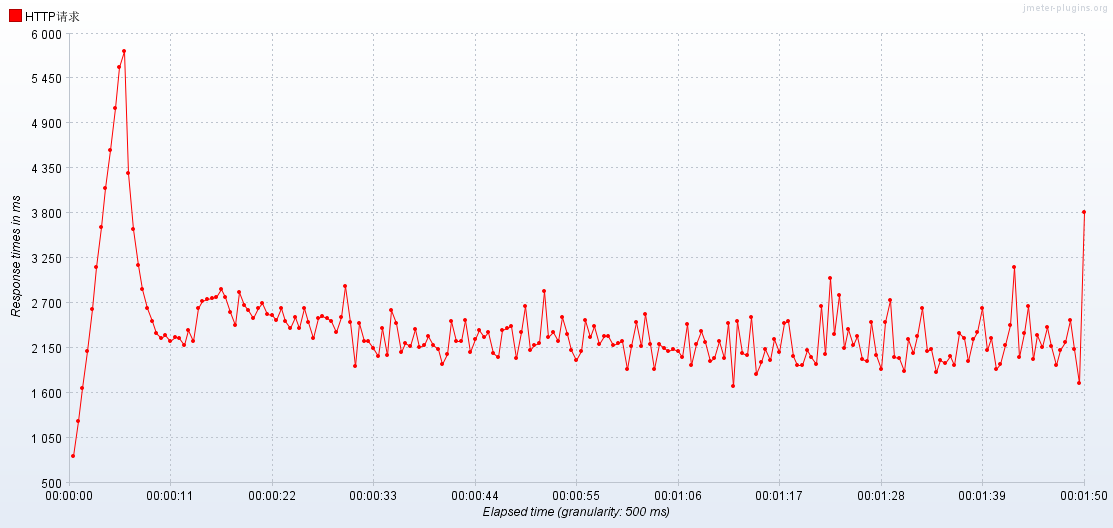 jmeter-plugins.org
HTTP请求
6 000
5 450
4 900
4 350
3 800
3 250
2 700
2 150
1 600
1 050
500
Response times in ms
00:00:00 00:00:11 00:00:22 00:00:33 00:00:44 00:00:55 00:01:06 00:01:17 00:01:28 00:01:39 00:01:50
Elapsed time (granularity: 500 ms)